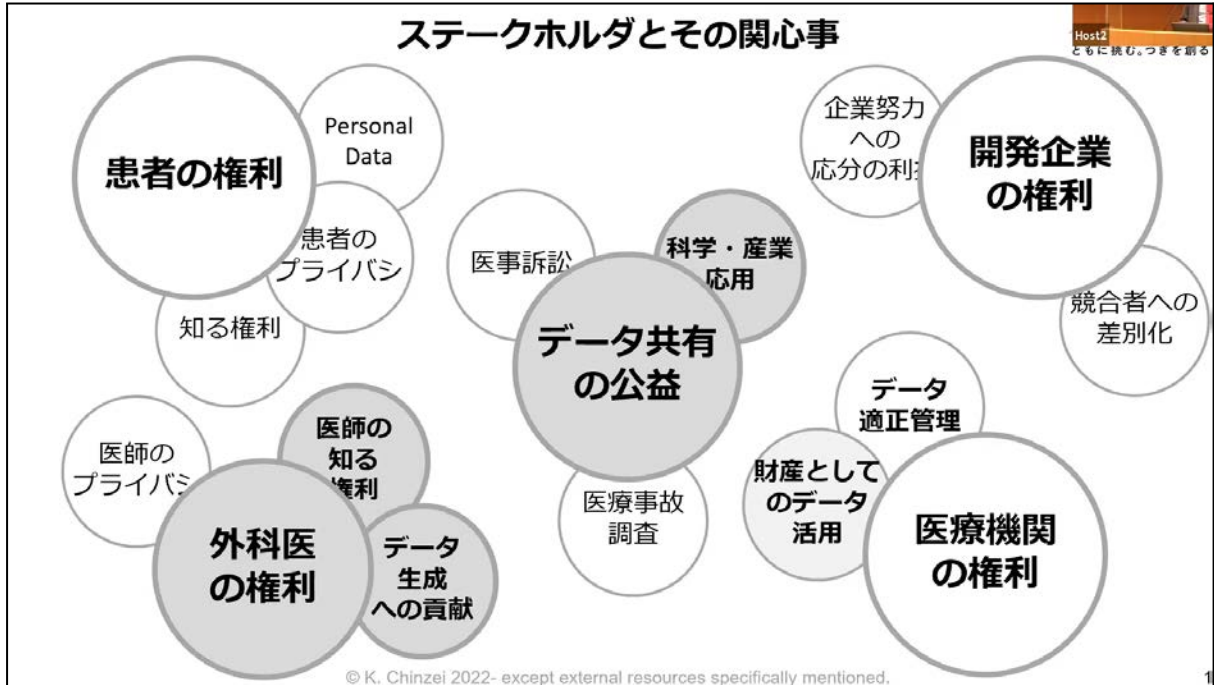 ステークホルダとその関心事
Host2
ともに挑む。つぎを創る
患者の権利
Personal
Data
患者の
プライバシ
知る権利
企業努力
への
応分の利
開発企業
の権利
競合者への
差別化
医事訴訟
科学・産業
応用
データ共有
の公益
医療事故
調査
医師の
プライバシ
医師の
知る
権利
外科医
の権利
データ
生成
への貢献
データ
適正管理
財産として
のデータ
活用
医療機関
の権利
© K. Chinzei 2022- except external resources specifically mentioned.
1